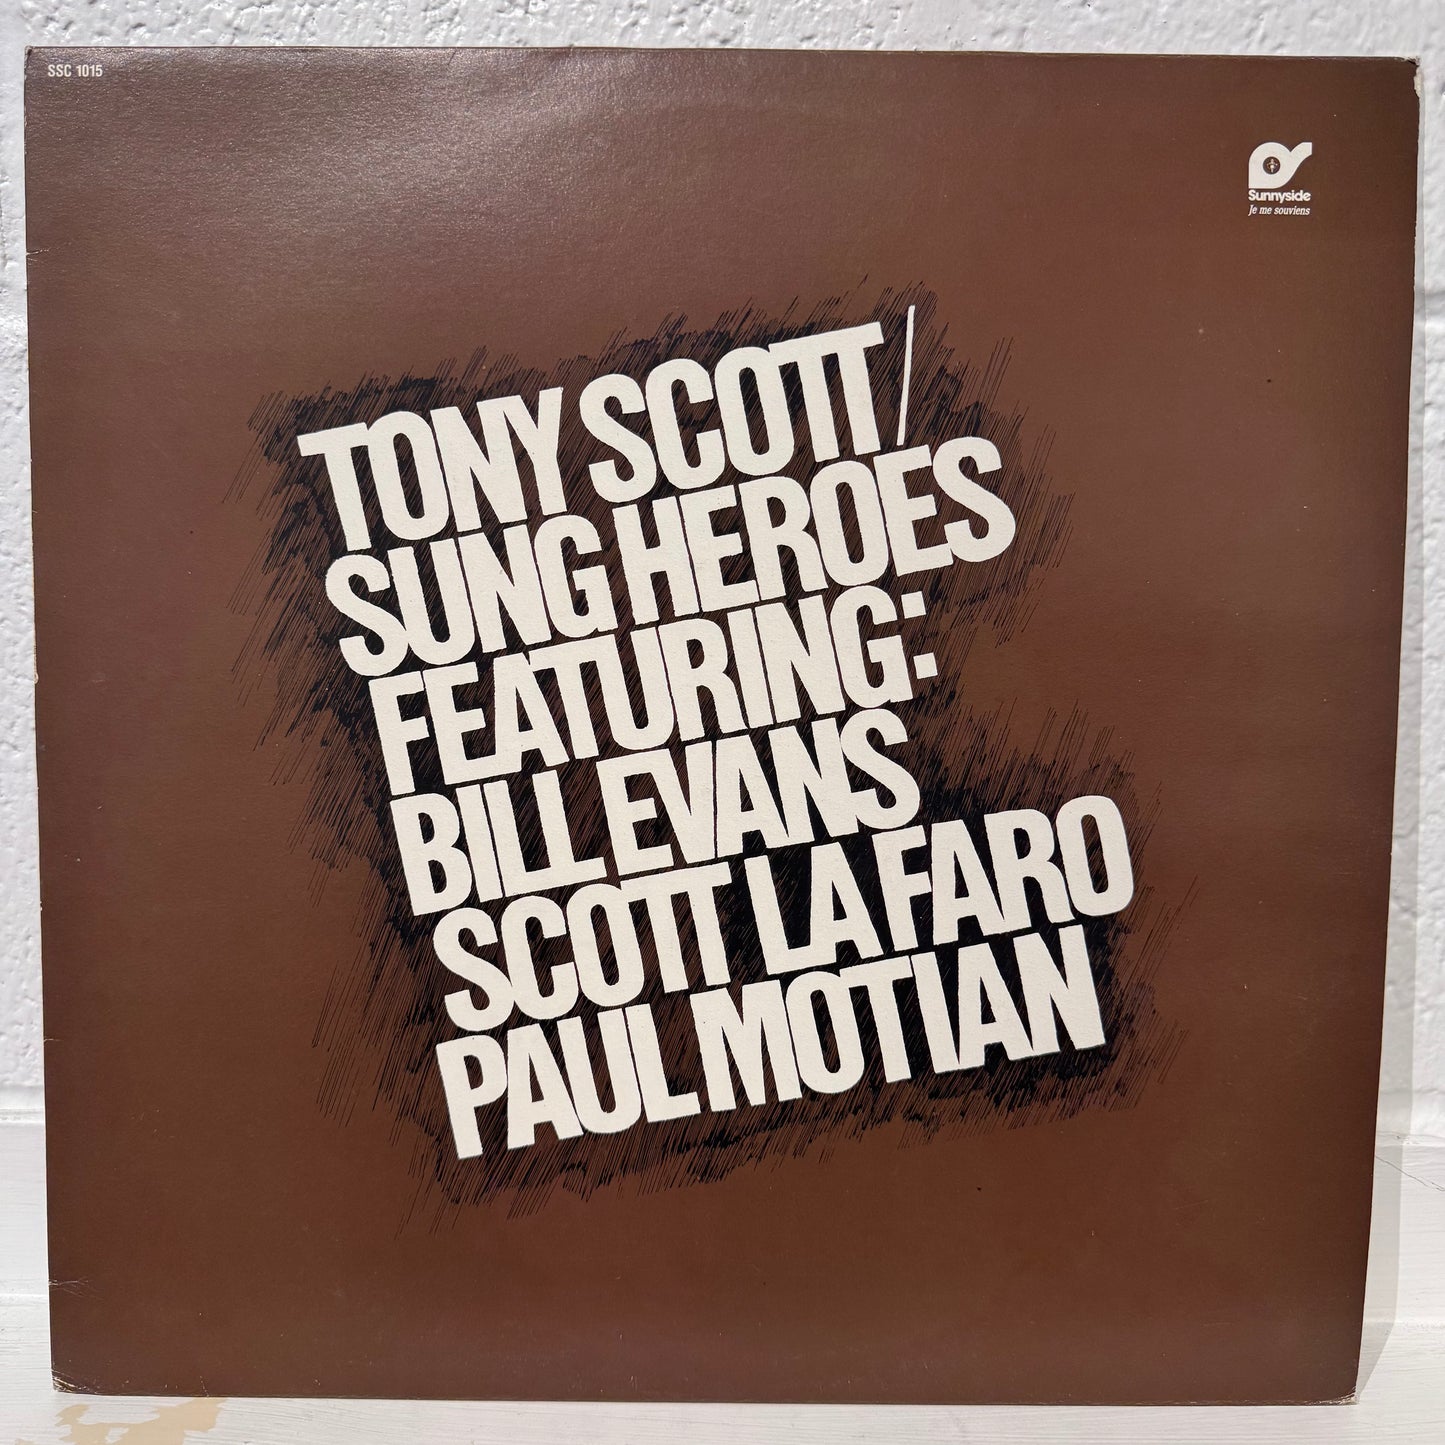 SSC 1015
Sunnyside
Je me souviens
TONY SCOTT/
SUNG HEROES
FEATURING:
BILL EVANS
SCOTT LA FARO
PAUL MOTIAN